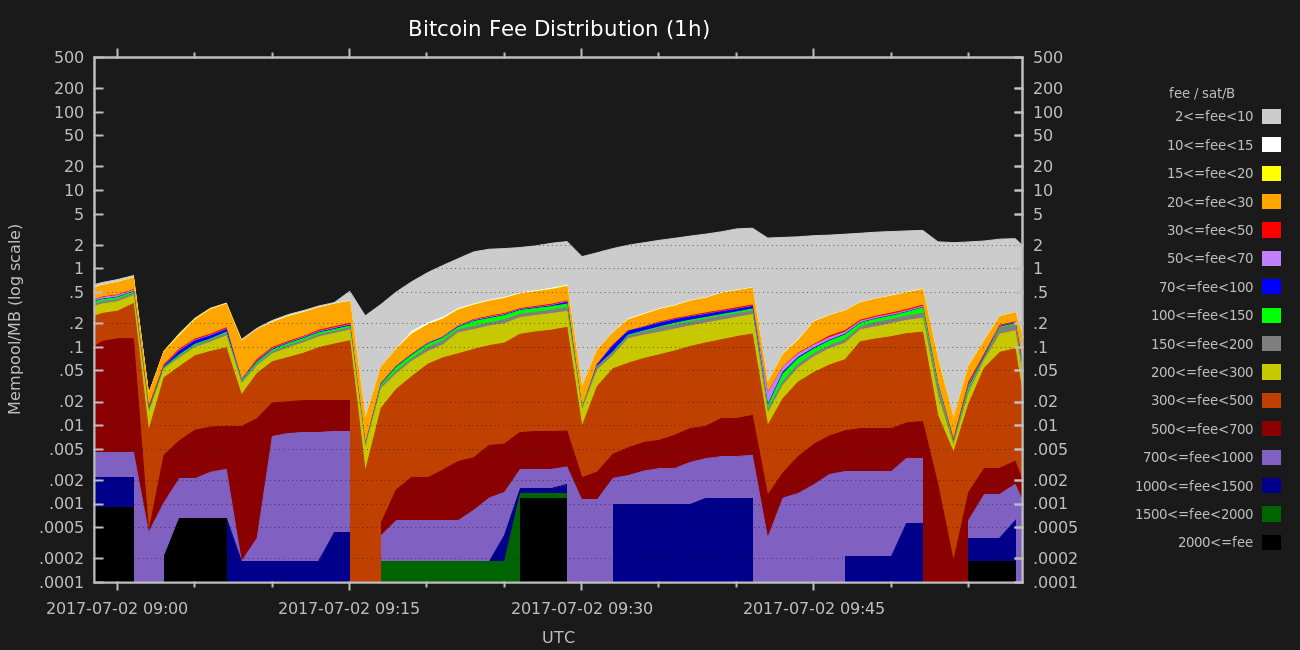 Bitcoin Fee Distribution (1h)
Mempool/MB (log scale)
500
200
100
50
20
10
5
2
1
.5
.2
.1
.05
.02
.01
.005
.002
.001
.0005
.0002
.0001
500
200
100
50
20
10
5
2
1
.5
.2
.1
.05
.02
.01
.005
.002
.001
.0005
.0002
.0001
2017-07-02 09:00
2017-07-02 09:15
2017-07-02 09:30
2017-07-02 09:45
UTC
fee / sat/B
2<=fee<10
10<=fee<15
15<=fee<20
20<=fee<30
30<=fee<50
50<=fee<70
70<=fee<100
100<=fee<150
150<=fee<200
200<=fee<300
300<=fee<500
500<=fee<700
700<=fee<1000
1000<=fee<1500
1500<=fee<2000
2000<=fee